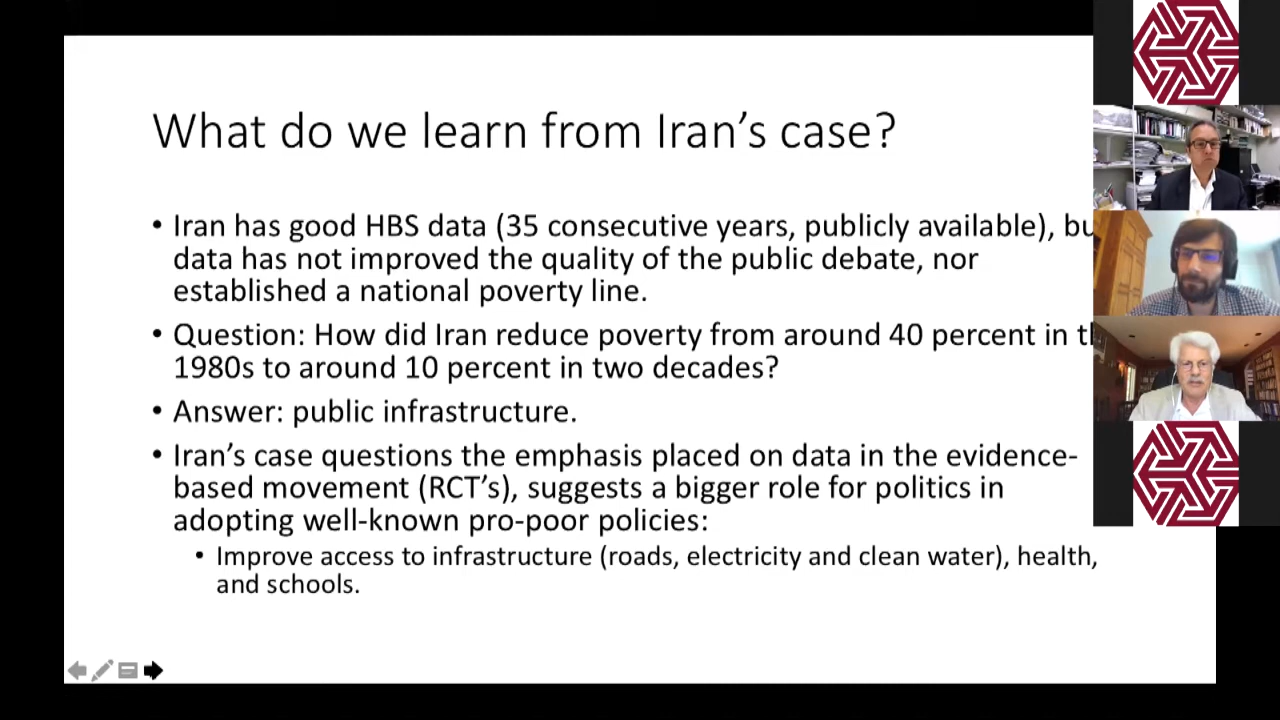 What do we learn from Iran's case?
• Iran has good HBS data (35 consecutive years, publicly available), bu
data has not improved the quality of the public debate, nor
established a national poverty line.
• Question: How did Iran reduce poverty from around 40 percent in th
1980s to around 10 percent in two decades?
• Answer: public infrastructure.
• Iran's case questions the emphasis placed on data in the evidence-
based movement (RCT's), suggests a bigger role for politics in
adopting well-known pro-poor policies:
• Improve access to infrastructure (roads, electricity and clean water), health,
and schools.